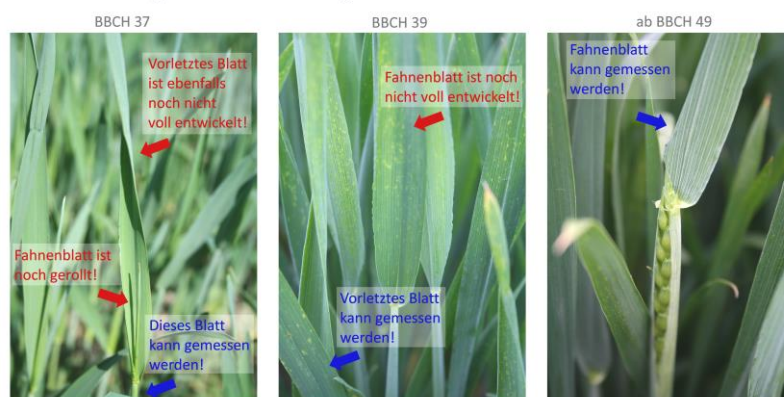 BBCH 37
BBCH 39
ab BBCH 49
Vorletztes Blatt
ist ebenfalls
noch nicht
voll entwickelt!
Fahnenblatt ist
noch gerollt!
Dieses Blatt
kann gemessen
werden!
Fahnenblatt ist noch
nicht voll entwickelt!
Vorletztes Blatt
kann gemessen
werden!
Fahnenblatt
kann gemessen
werden!